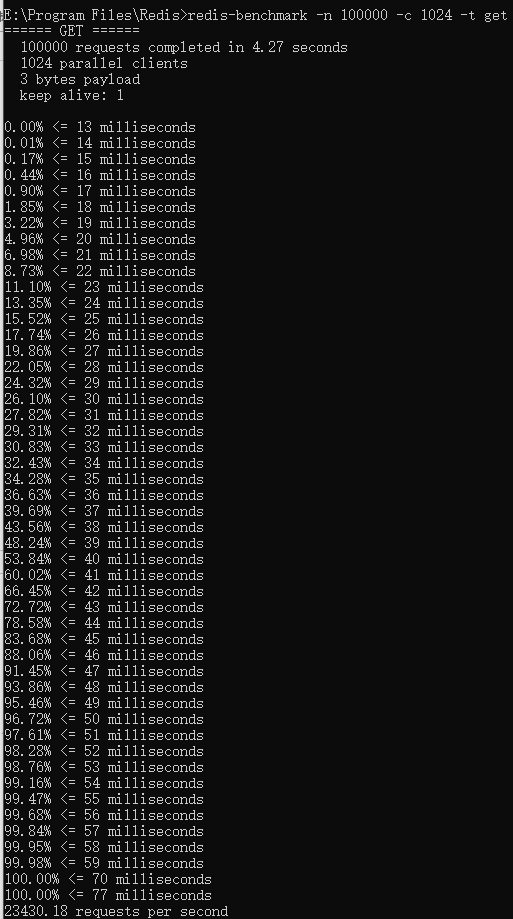 E:\Program Files\Redis>redis-benchmark -n 100000 -c 1024 -t get
====== GET ======
  100000 requests completed in 4.27 seconds
  1024 parallel clients
  3 bytes payload
  keep alive: 1

0.00% <= 13 milliseconds
0.01% <= 14 milliseconds
0.17% <= 15 milliseconds
0.44% <= 16 milliseconds
0.90% <= 17 milliseconds
1.85% <= 18 milliseconds
3.22% <= 19 milliseconds
4.96% <= 20 milliseconds
6.98% <= 21 milliseconds
8.73% <= 22 milliseconds
11.10% <= 23 milliseconds
13.35% <= 24 milliseconds
15.52% <= 25 milliseconds
17.74% <= 26 milliseconds
19.86% <= 27 milliseconds
22.05% <= 28 milliseconds
24.32% <= 29 milliseconds
26.10% <= 30 milliseconds
27.82% <= 31 milliseconds
29.31% <= 32 milliseconds
30.83% <= 33 milliseconds
32.43% <= 34 milliseconds
34.28% <= 35 milliseconds
36.63% <= 36 milliseconds
39.69% <= 37 milliseconds
43.56% <= 38 milliseconds
48.24% <= 39 milliseconds
53.84% <= 40 milliseconds
60.02% <= 41 milliseconds
66.45% <= 42 milliseconds
72.72% <= 43 milliseconds
78.58% <= 44 milliseconds
83.68% <= 45 milliseconds
88.06% <= 46 milliseconds
91.45% <= 47 milliseconds
93.86% <= 48 milliseconds
95.46% <= 49 milliseconds
96.72% <= 50 milliseconds
97.61% <= 51 milliseconds
98.28% <= 52 milliseconds
98.76% <= 53 milliseconds
99.16% <= 54 milliseconds
99.47% <= 55 milliseconds
99.68% <= 56 milliseconds
99.84% <= 57 milliseconds
99.95% <= 58 milliseconds
99.98% <= 59 milliseconds
100.00% <= 70 milliseconds
100.00% <= 77 milliseconds
23430.18 requests per second